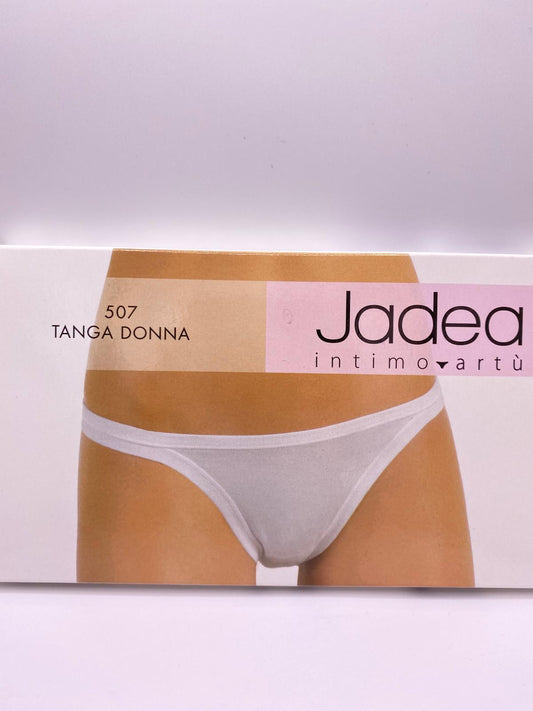 507
TANGA DONNA
Jadea
intimo artù